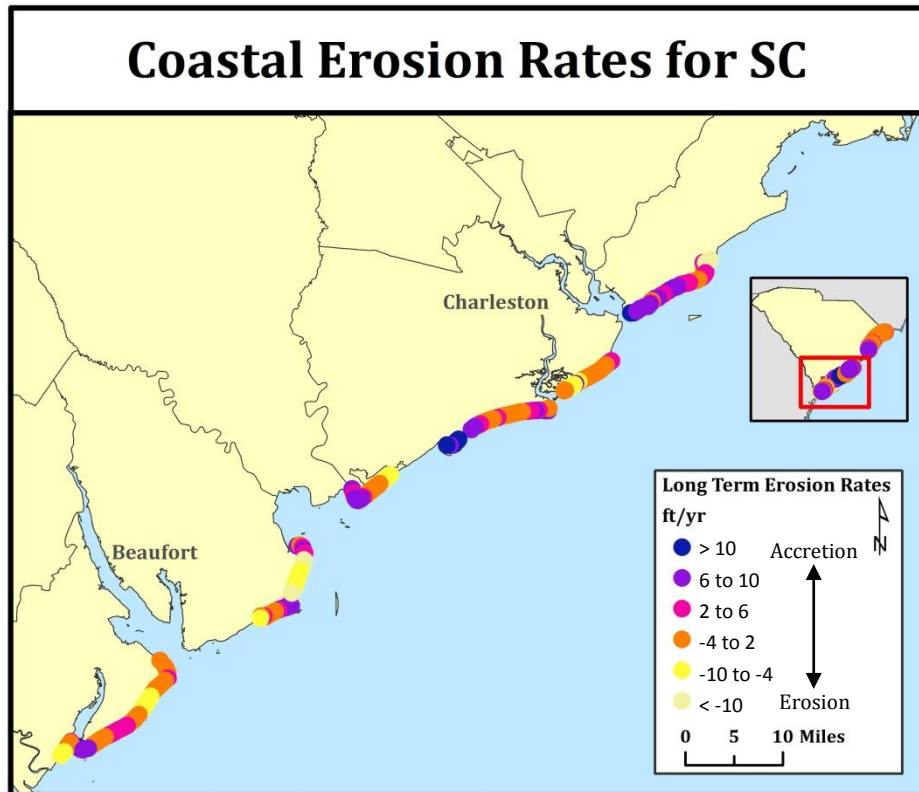 Coastal Erosion Rates for SC
Charleston
Beaufort
Long Term Erosion Rates
ft/yr
N
> 10
Accretion
6 to 10
2 to 6
-4 to 2
-10 to -4
< -10
Erosion
0 5 10 Miles